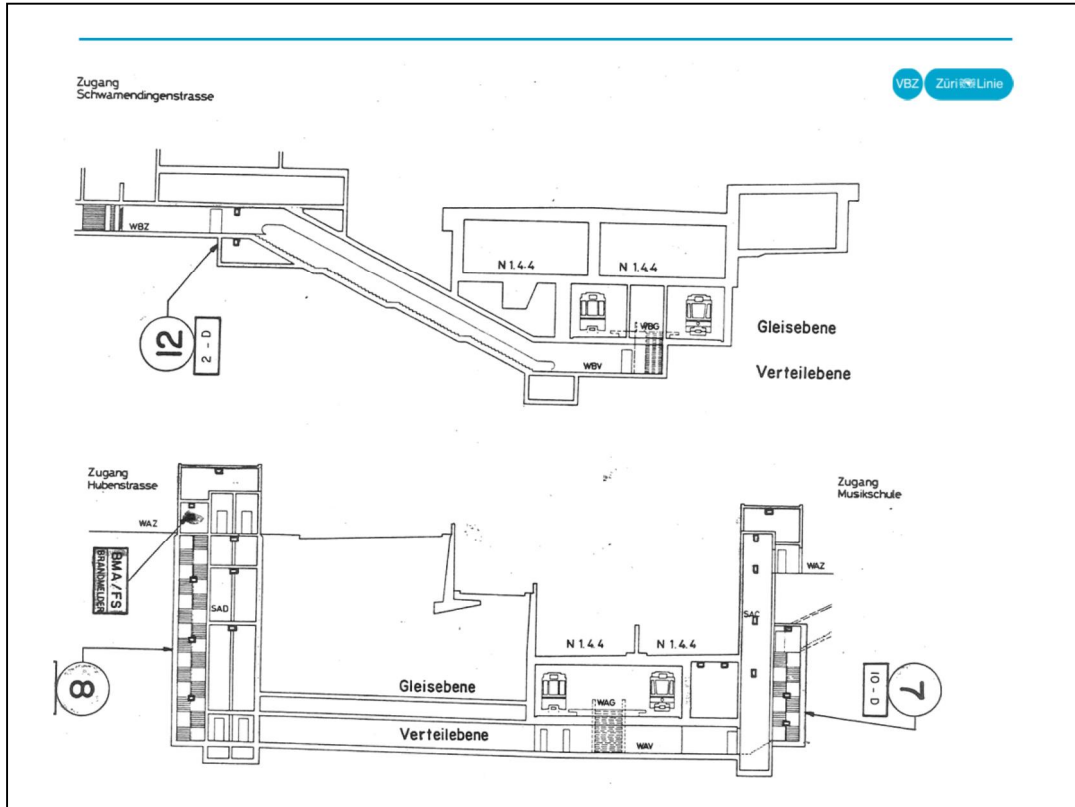 Zugang
Schwamendingenstrasse
VBZ Züri Linie
WBZ
N 1.4.4 N 1.4.4
WBG
Gleisebene
WBV
Verteilebene
12
2 - D
Zugang
Hubenstrasse
Zugang
Musikschule
WAZ
WAZ
BMA/FS
BRANDMELDER
SAD
SAC
N 1.4.4 N 1.4.4
8
Gleisebene
WAG
7
10 - D
Verteilebene
WAV